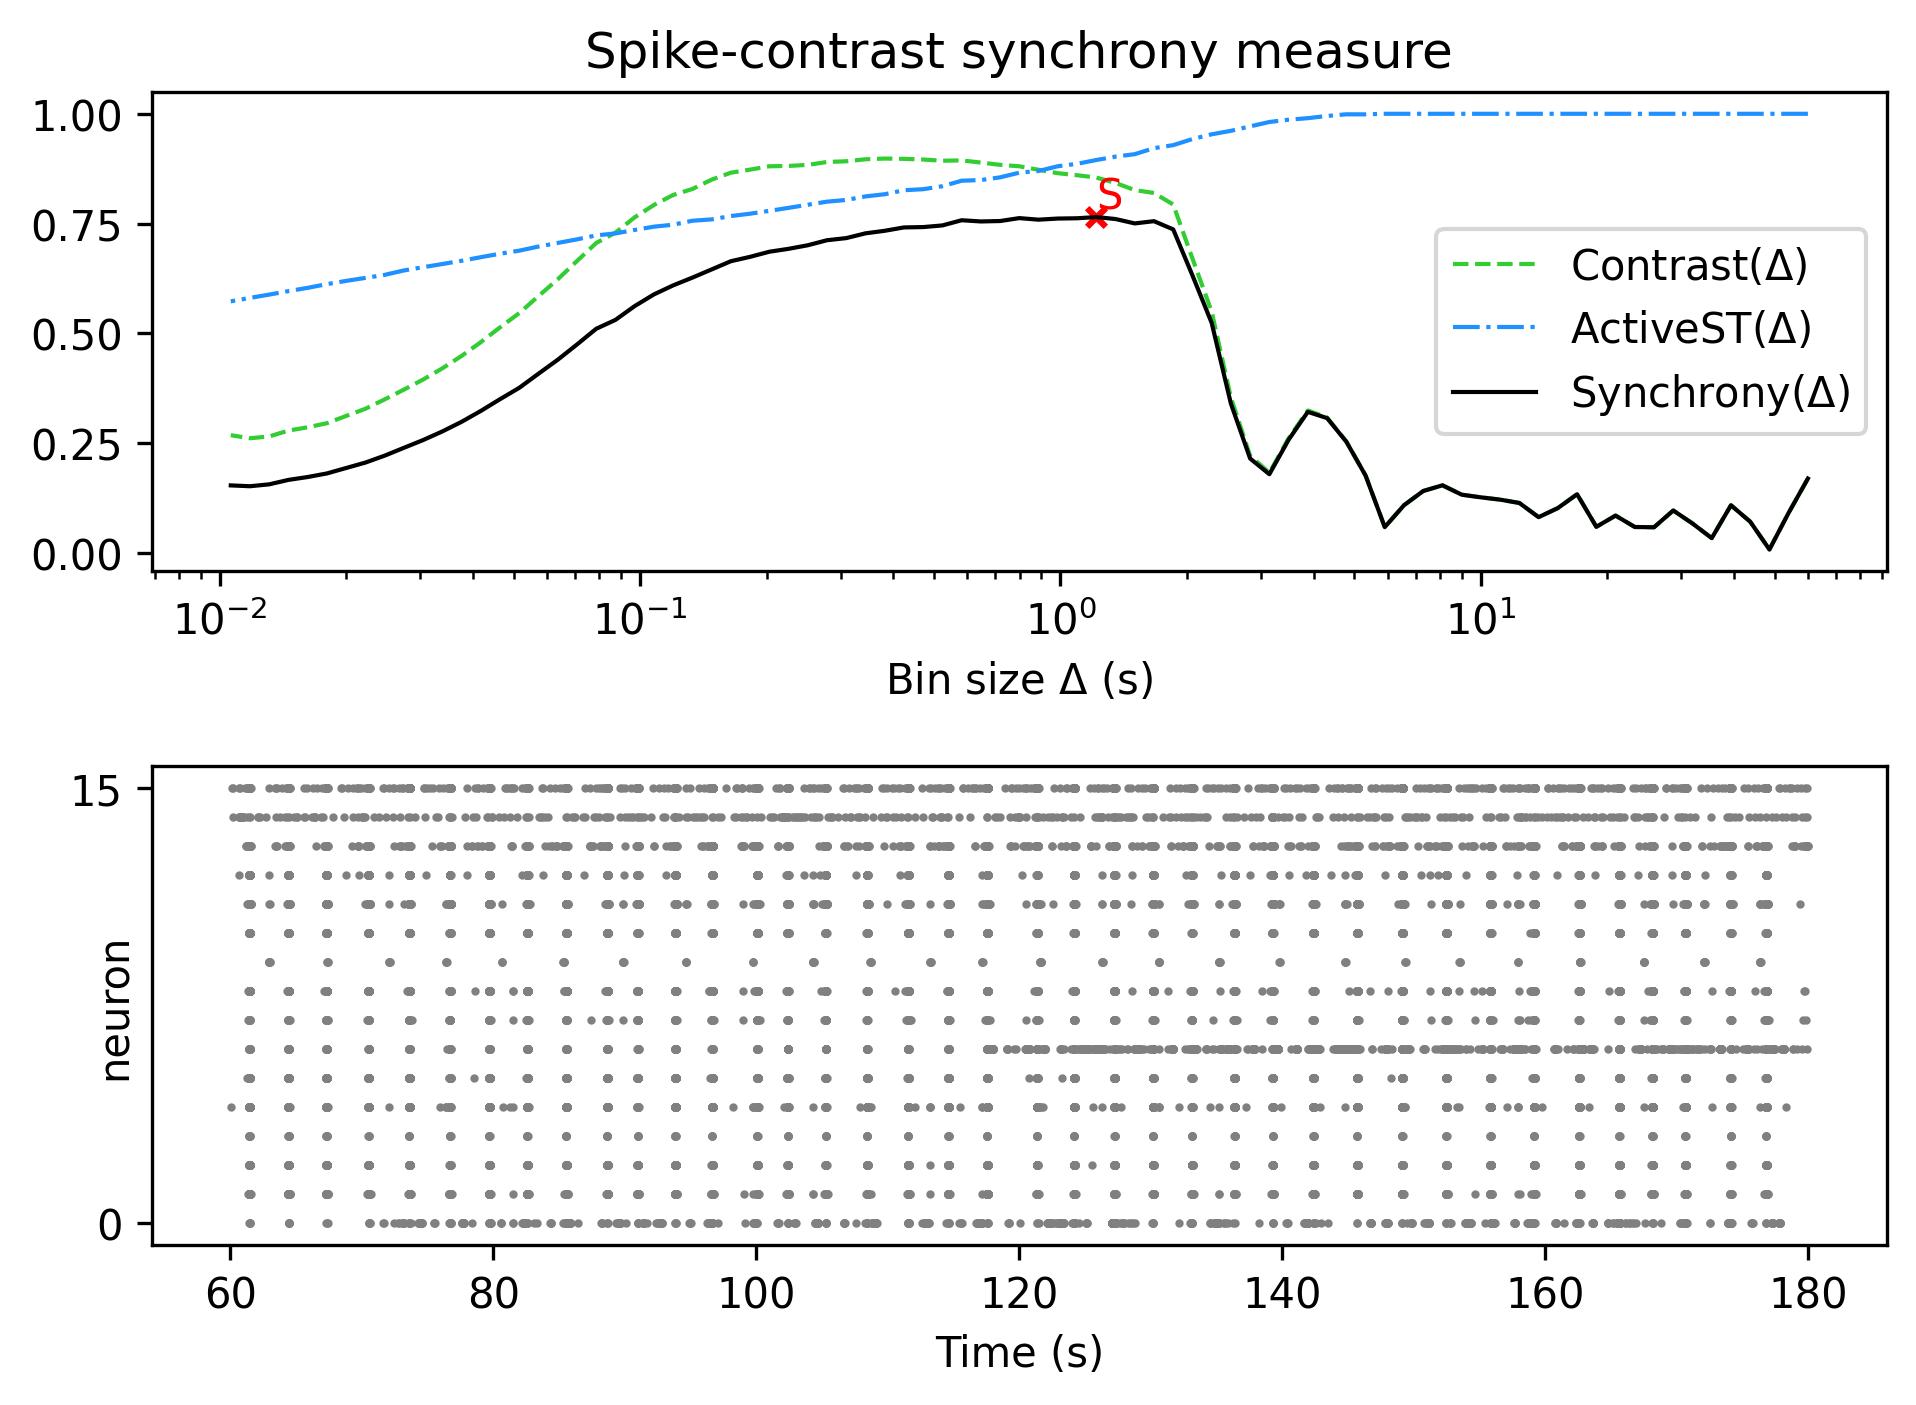 Spike-contrast synchrony measure
1.00
0.75
0.50
0.25
0.00
S
Contrast(Δ)
ActiveST(Δ)
Synchrony(Δ)
10⁻² 10⁻¹ 10⁰ 10¹
Bin size Δ (s)
15
0
neuron
60 80 100 120 140 160 180
Time (s)